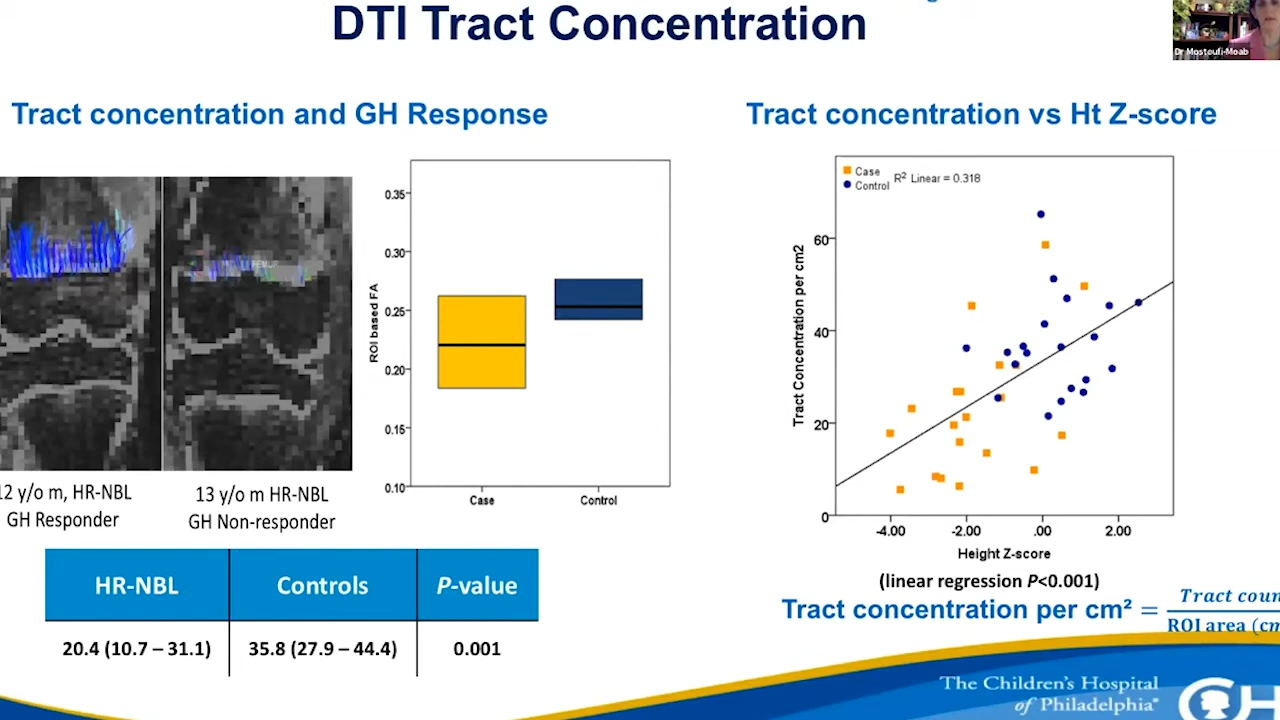 DTI Tract Concentration
Dr Mostoufi-Moab
Tract concentration and GH Response
Tract concentration vs Ht Z-score
FEMUR
12 y/o m, HR-NBL
GH Responder
13 y/o m HR-NBL
GH Non-responder
ROI based FA
0.35
0.30
0.25
0.20
0.15
0.10
Case
Control
Case
Control
R2 Linear = 0.318
Tract Concentration per cm2
60
40
20
0
-4.00
-2.00
.00
2.00
Height Z-score
(linear regression P<0.001)
HR-NBL
Controls
P-value
20.4 (10.7 – 31.1)
35.8 (27.9 – 44.4)
0.001
Tract coun
Tract concentration per cm² =
ROI area (cm
The Children's Hospital
of Philadelphia®
CH